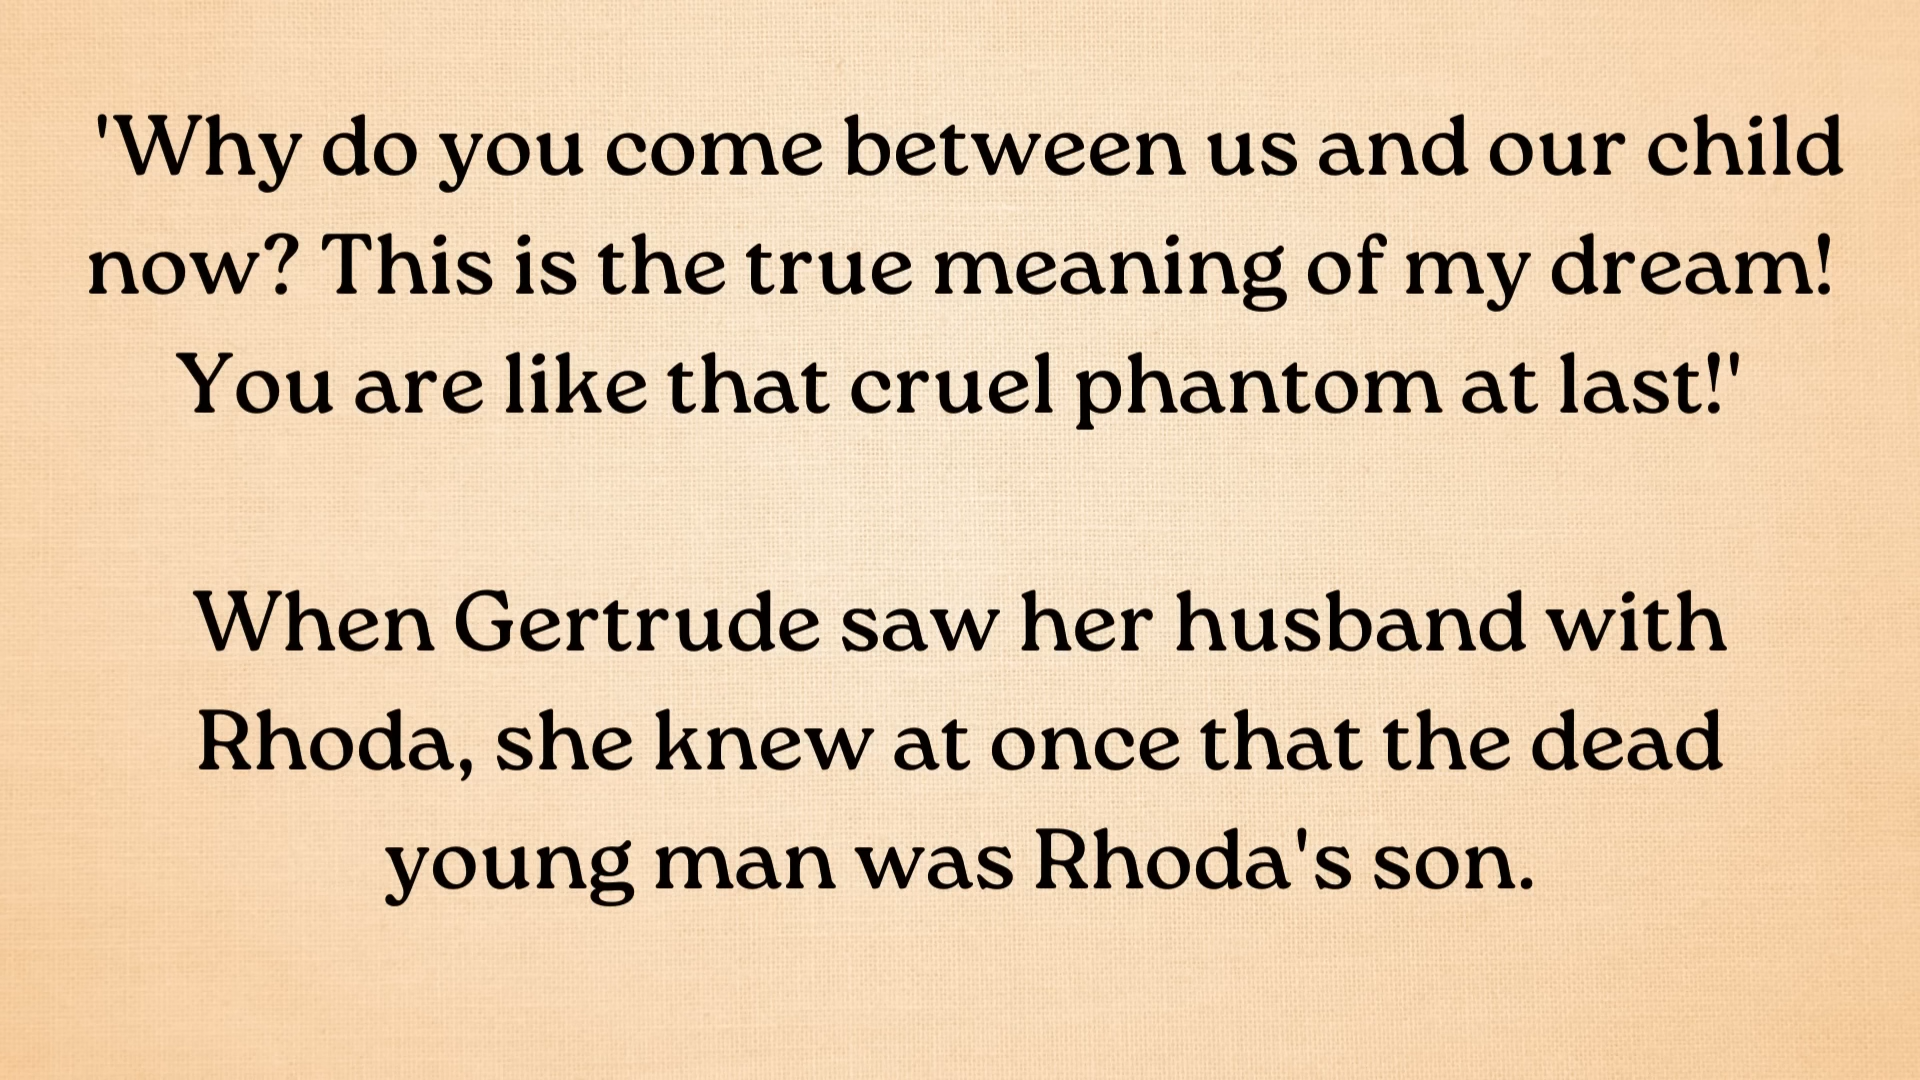 'Why do you come between us and our child
now? This is the true meaning of my dream!
You are like that cruel phantom at last!'
When Gertrude saw her husband with
Rhoda, she knew at once that the dead
young man was Rhoda's son.